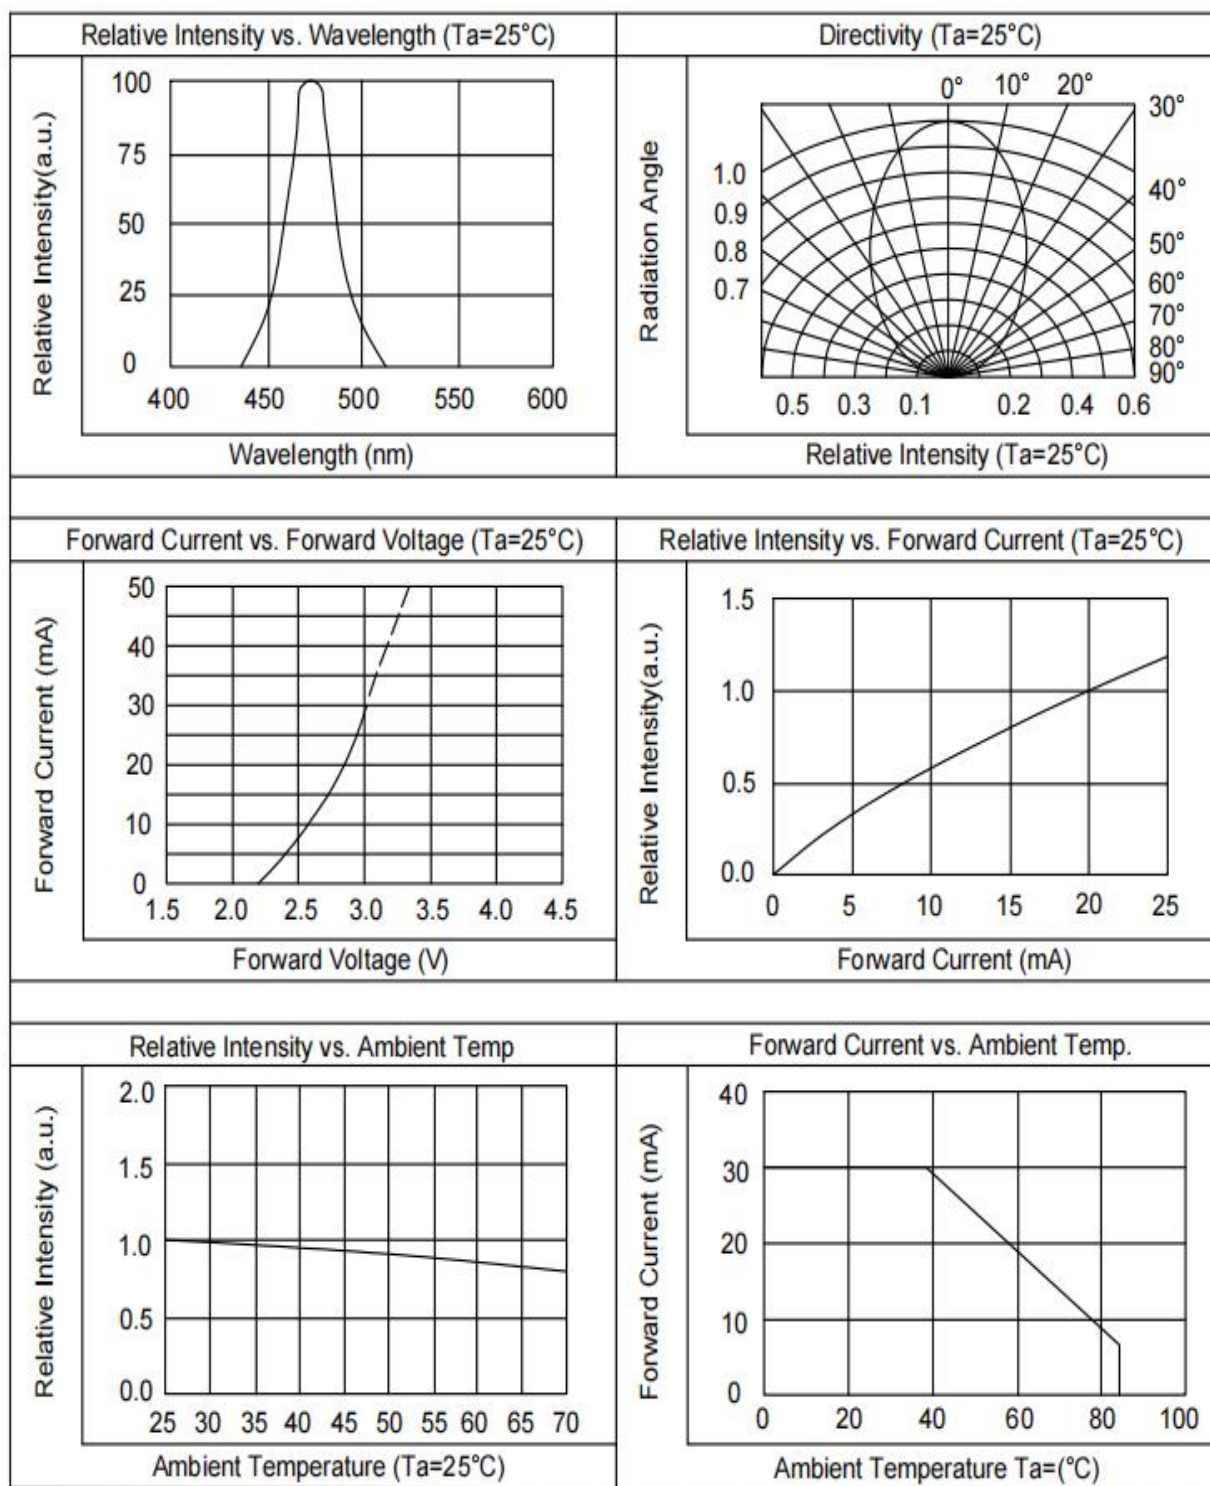 Relative Intensity vs. Wavelength (Ta=25°C)
Relative Intensity(a.u.)
100
75
50
25
0
400 450 500 550 600
Wavelength (nm)
Directivity (Ta=25°C)
Radiation Angle
0° 10° 20° 30°
40°
50°
60°
70°
80°
90°
1.0
0.9
0.8
0.7
0.5 0.3 0.1 0.2 0.4 0.6
Relative Intensity (Ta=25°C)
Forward Current vs. Forward Voltage (Ta=25°C)
Forward Current (mA)
50
40
30
20
10
0
1.5 2.0 2.5 3.0 3.5 4.0 4.5
Forward Voltage (V)
Relative Intensity vs. Forward Current (Ta=25°C)
Relative Intensity(a.u.)
1.5
1.0
0.5
0.0
0 5 10 15 20 25
Forward Current (mA)
Relative Intensity vs. Ambient Temp
Relative Intensity (a.u.)
2.0
1.5
1.0
0.5
0.0
25 30 35 40 45 50 55 60 65 70
Ambient Temperature (Ta=25°C)
Forward Current vs. Ambient Temp.
Forward Current (mA)
40
30
20
10
0
0 20 40 60 80 100
Ambient Temperature Ta=(°C)